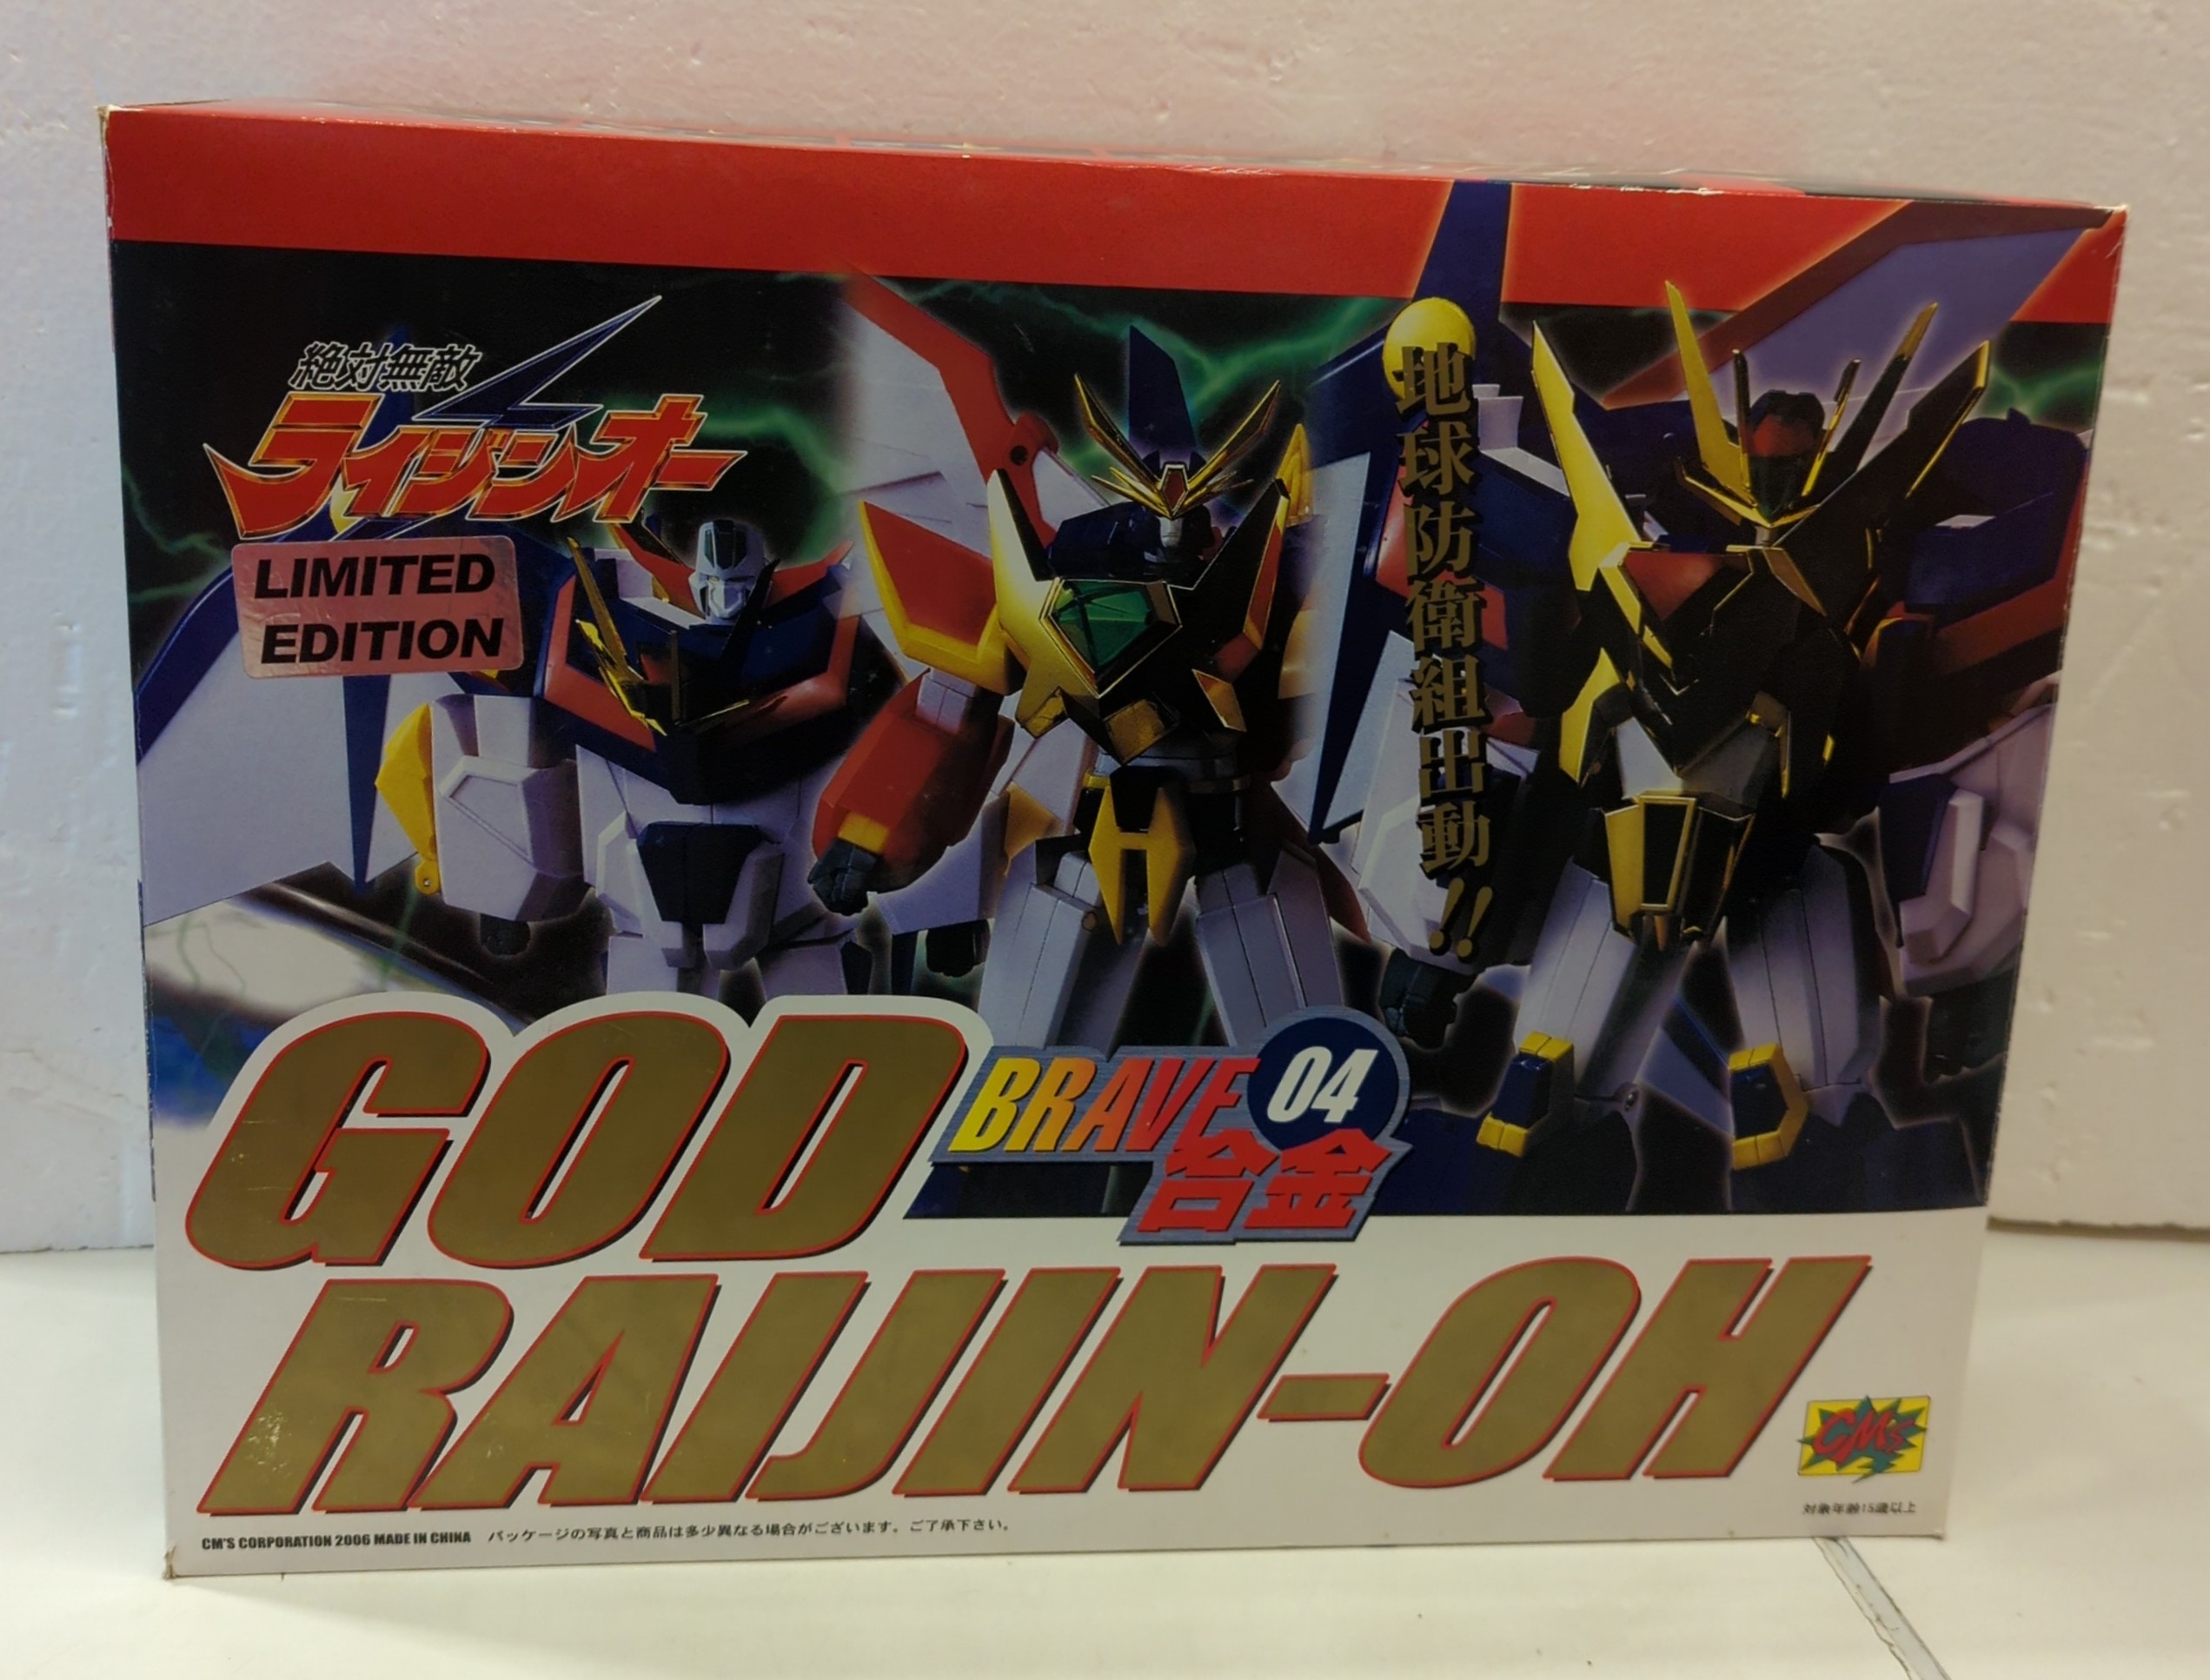 絶対無敵
ライジンオー
LIMITED
EDITION
地球防衛組出動!!
GOD
BRAVE 04
合金
RAIJIN-OH
CM's
対象年齢15歳以上
CM'S CORPORATION 2006 MADE IN CHINA パッケージの写真と商品は多少異なる場合がございます。ご了承下さい。